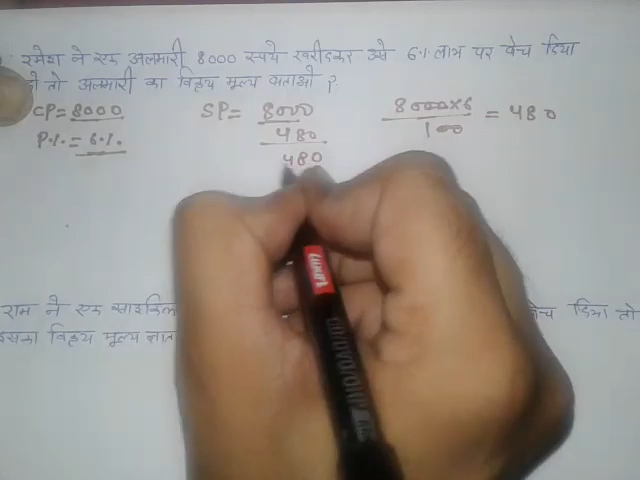 रमेश ने एक अलमारी 8000 रुपये खरीदकर उसे 6% लाभ पर बेच दिया
तो अलमारी का विक्रय मूल्य बताओ ?
CP = 8000 SP = 8000 8000×6/100 = 480
P% = 6% 480
480
राम ने एक साइकिल बेच दिया तो
इसका विक्रय मूल्य ज्ञात